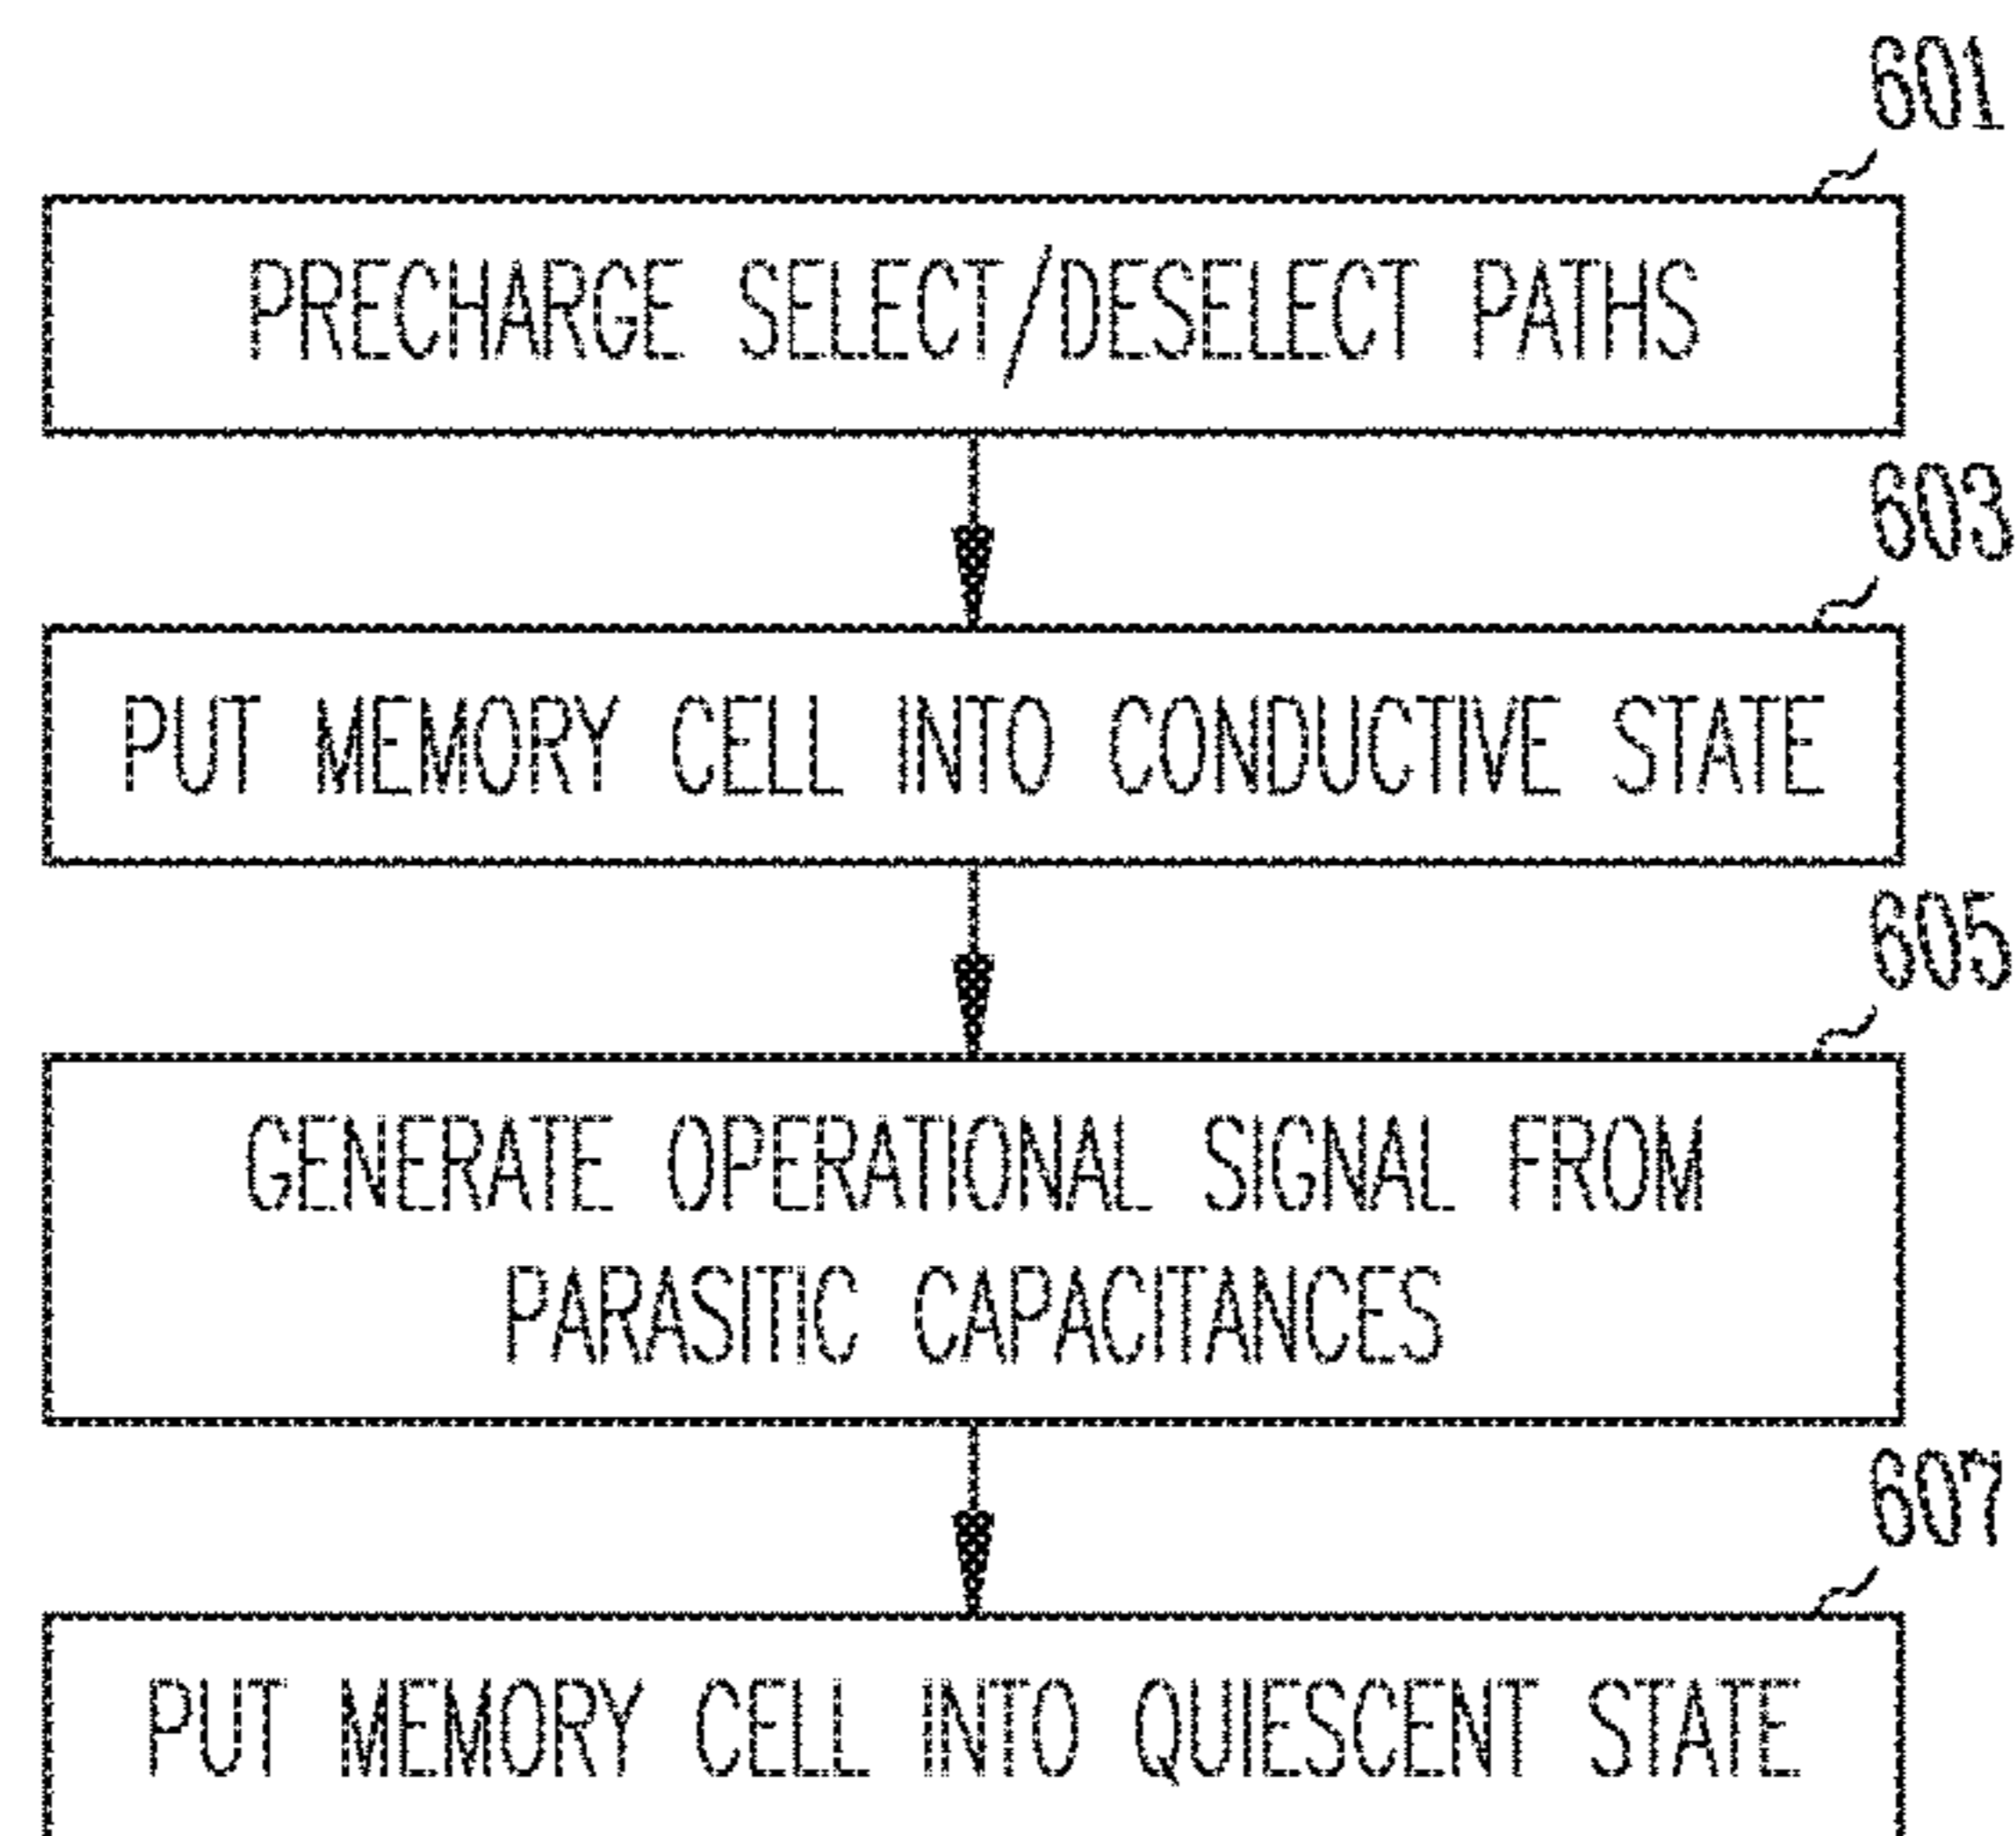 601
PRECHARGE SELECT/DESELECT PATHS
603
PUT MEMORY CELL INTO CONDUCTIVE STATE
605
GENERATE OPERATIONAL SIGNAL FROM
PARASITIC CAPACITANCES
607
PUT MEMORY CELL INTO QUIESCENT STATE